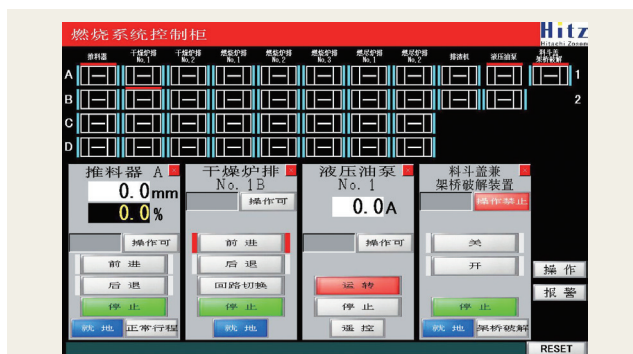 燃烧系统控制柜
Hitz
Hitachi Zosen
推料器 干燥炉排 No.1 干燥炉排 No.2 燃烧炉排 No.1 燃烧炉排 No.2 燃烧炉排 No.3 燃尽炉排 No.1 燃尽炉排 No.2 排渣机 液压油泵 料斗盖 架桥破解
A 1
B 2
C
D
推料器 A
0.0mm
0.0 %
操作可
前 进
后 退
停 止
就 地 正常行程
干燥炉排
No. 1B
操作可
前 进
后 退
回路切换
停 止
就 地
液压油泵
No. 1
0.0A
操作可
运 转
停 止
遥 控
料斗盖兼
架桥破解装置
操作禁止
关
开
停 止
就 地 架桥破解
操 作
报 警
RESET